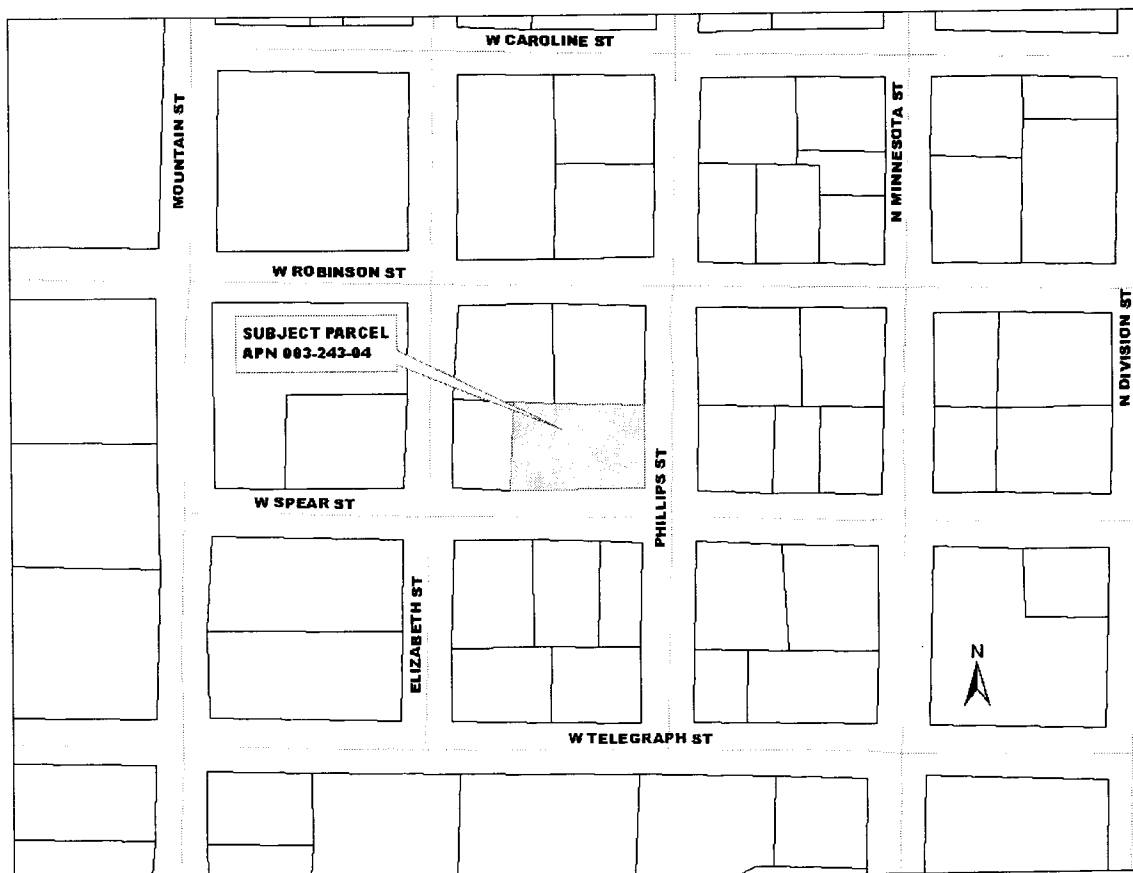 W CAROLINE ST
MOUNTAIN ST
N MINNESOTA ST
W ROBINSON ST
N DIVISION ST
SUBJECT PARCEL
APN 003-243-04
PHILLIPS ST
W SPEAR ST
ELIZABETH ST
N
W TELEGRAPH ST